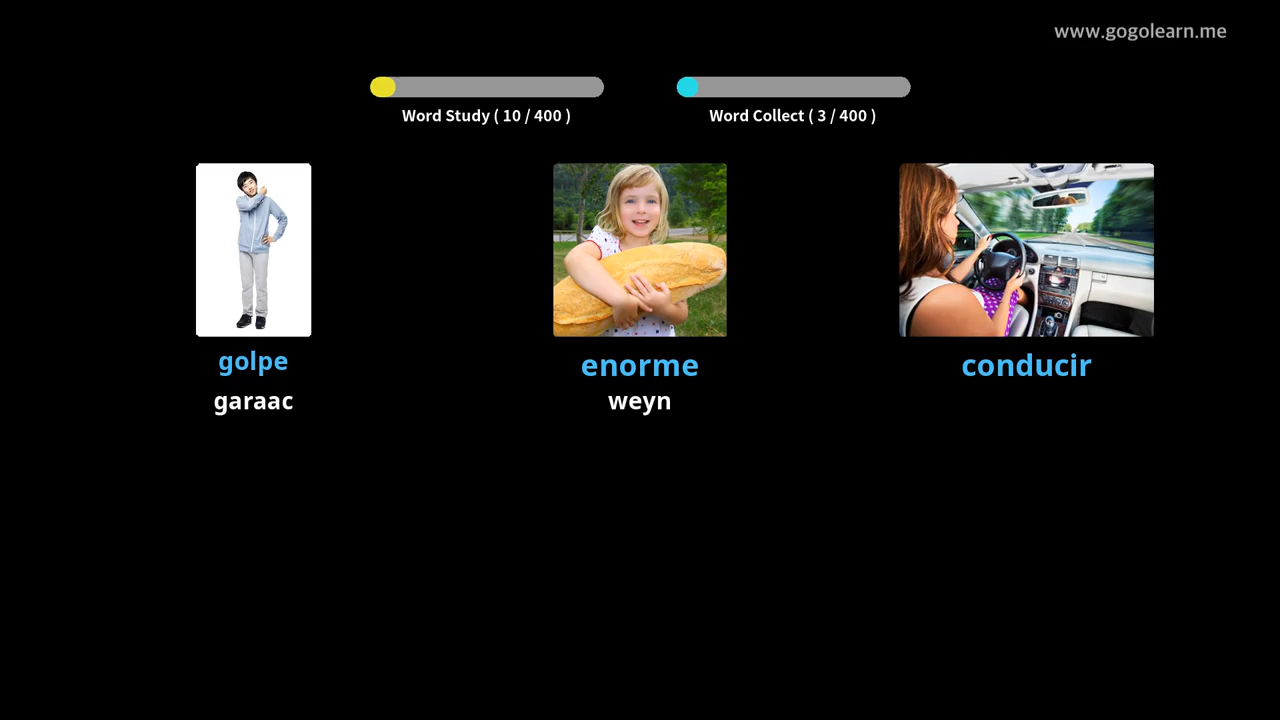 www.gogolearn.me
Word Study ( 10 / 400 )
Word Collect ( 3 / 400 )
golpe
enorme
conducir
garaac
weyn